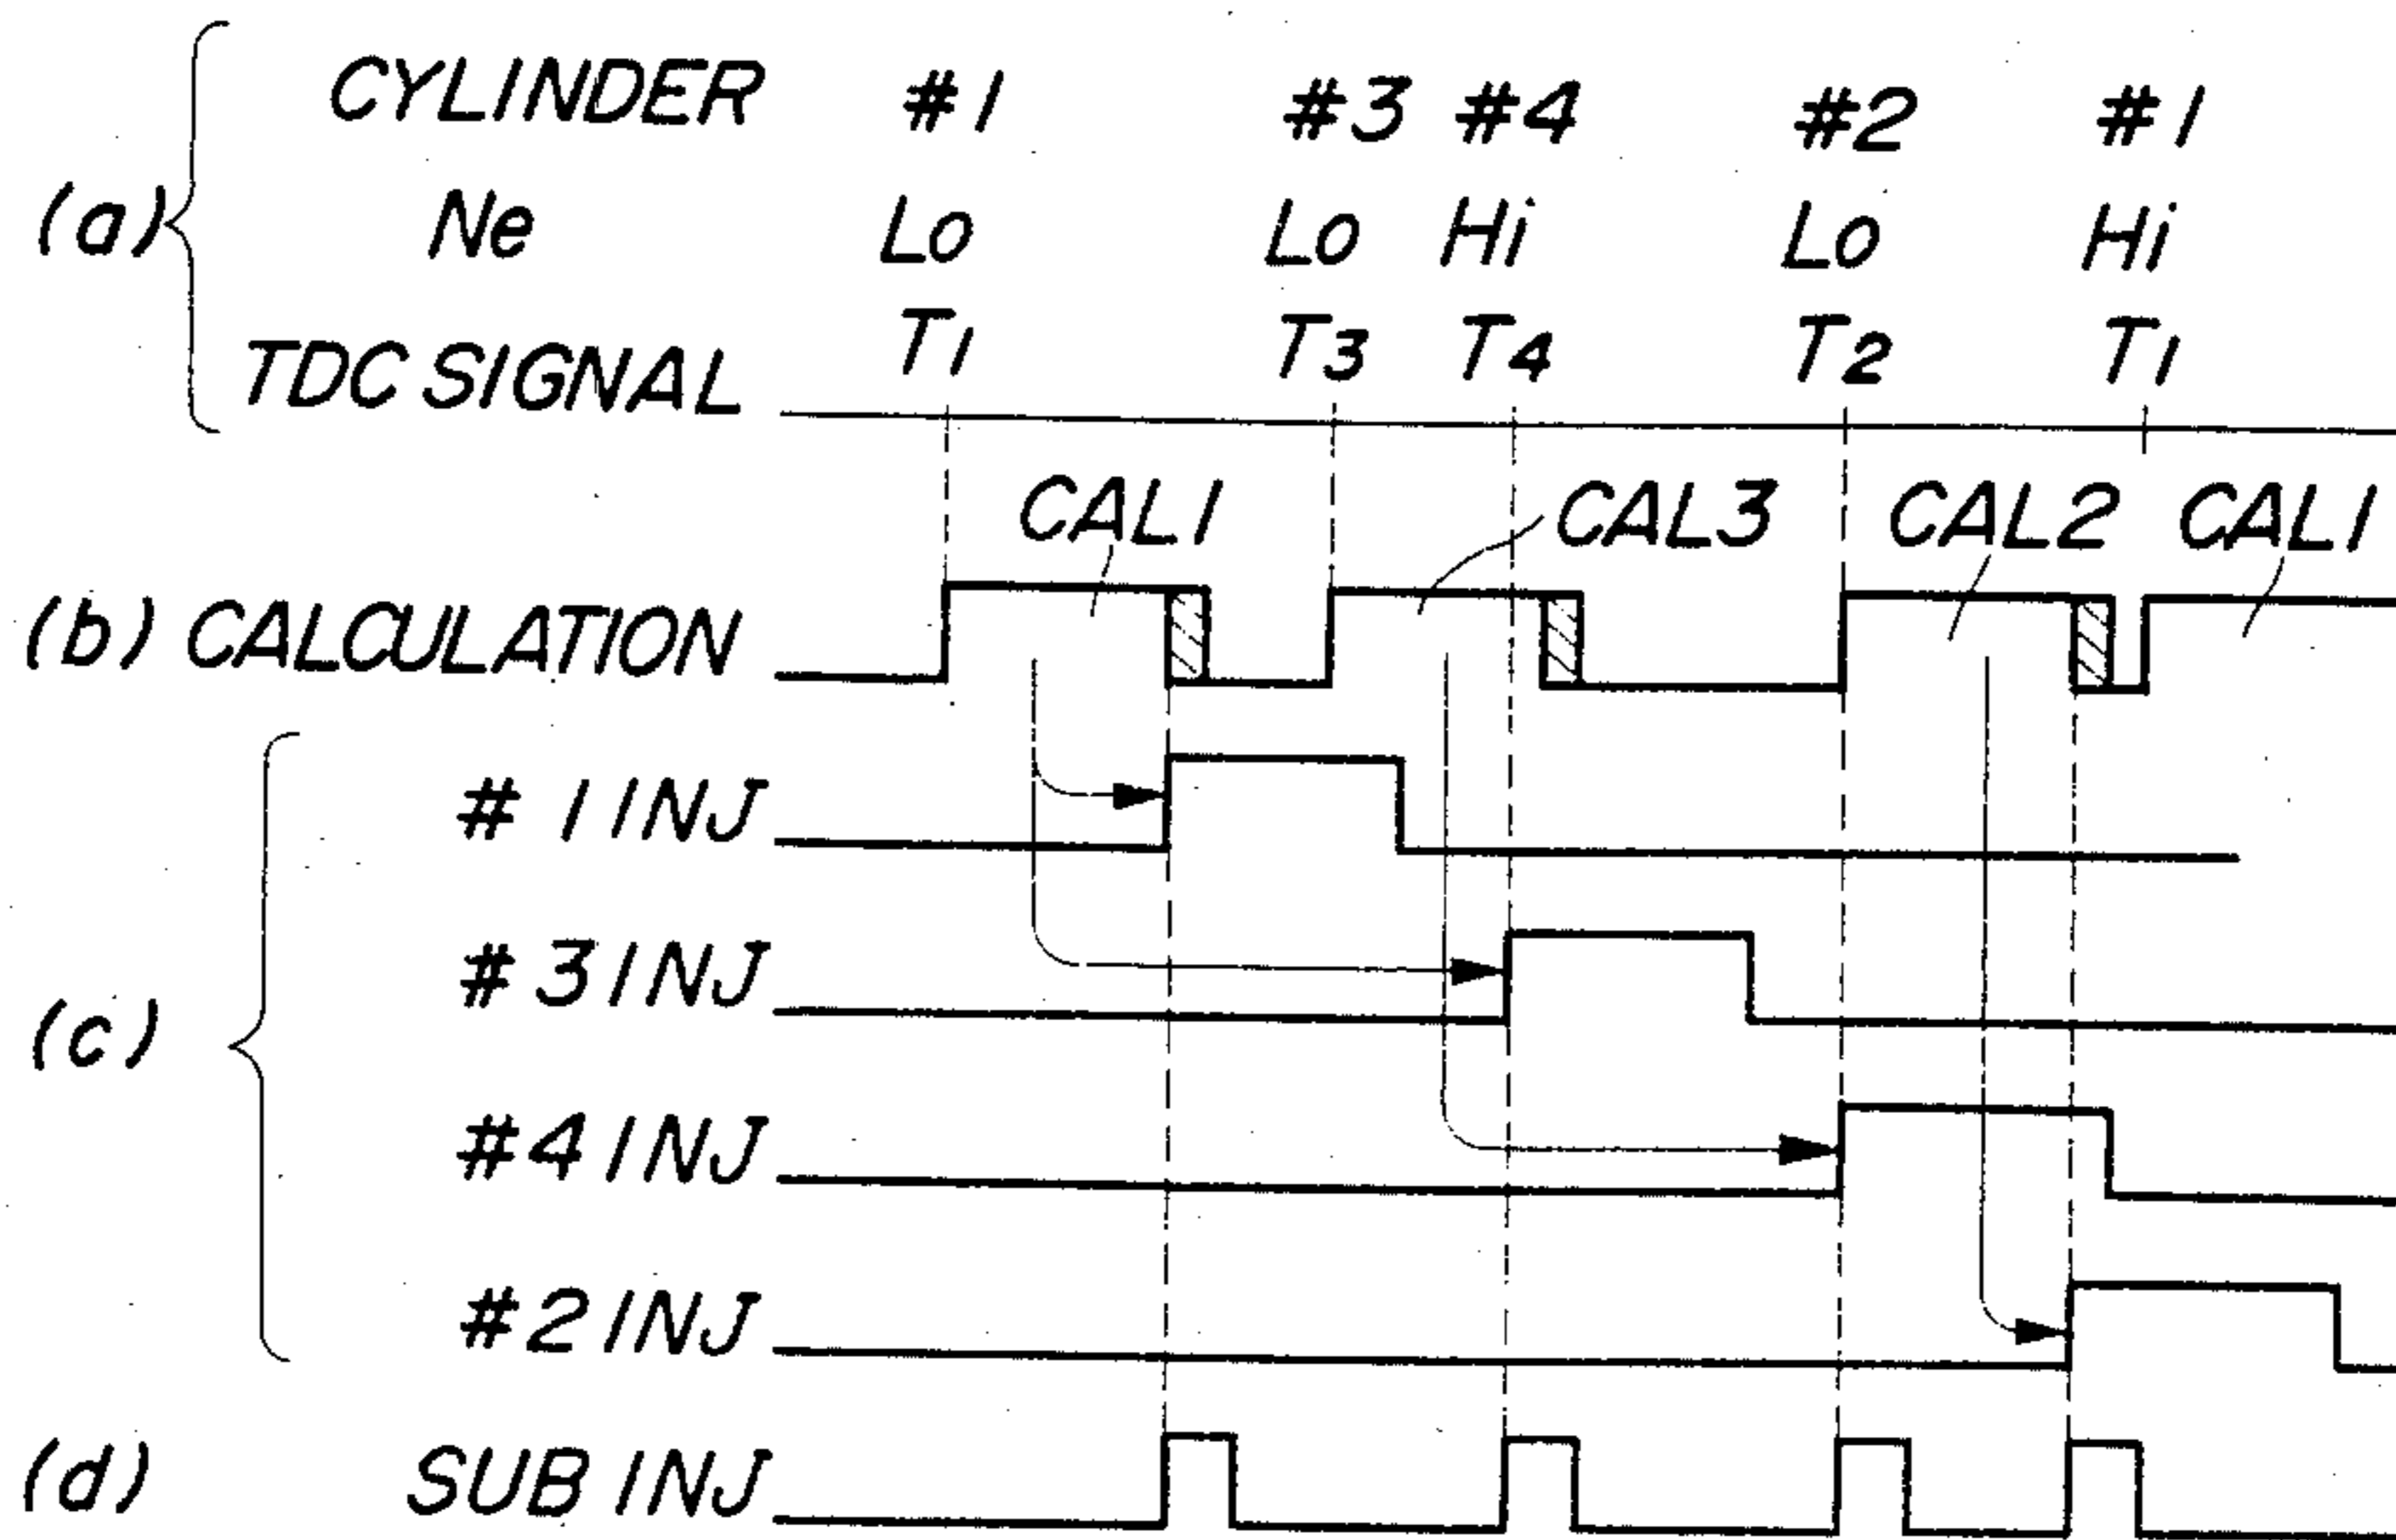 (a)
CYLINDER #1 #3 #4 #2 #1
Ne Lo Lo Hi Lo Hi
TDC SIGNAL T1 T3 T4 T2 T1
CAL1 CAL3 CAL2 CAL1
(b) CALCULATION
(c)
#1 INJ
#3 INJ
#4 INJ
#2 INJ
(d) SUB INJ